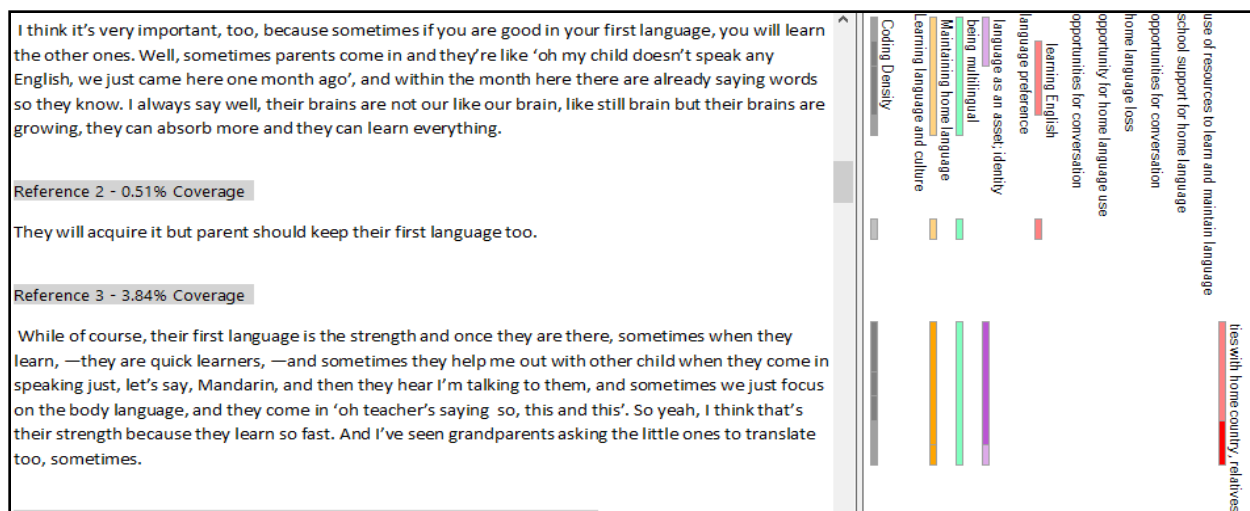 I think it's very important, too, because sometimes if you are good in your first language, you will learn
the other ones. Well, sometimes parents come in and they're like 'oh my child doesn't speak any
English, we just came here one month ago', and within the month here there are already saying words
so they know. I always say well, their brains are not our like our brain, like still brain but their brains are
growing, they can absorb more and they can learn everything.
Reference 2 - 0.51% Coverage
They will acquire it but parent should keep their first language too.
Reference 3 - 3.84% Coverage
While of course, their first language is the strength and once they are there, sometimes when they
learn, —they are quick learners, —and sometimes they help me out with other child when they come in
speaking just, let's say, Mandarin, and then they hear I'm talking to them, and sometimes we just focus
on the body language, and they come in 'oh teacher's saying so, this and this'. So yeah, I think that's
their strength because they learn so fast. And I've seen grandparents asking the little ones to translate
too, sometimes.
Coding Density
Learning language and culture
Maintaining home language
being multilingual
language as an asset; identity
language preference
learning English
opportunities for conversation
opportunity for home language use
home language loss
opportunities for conversation
school support for home language
use of resources to learn and maintain language
ties with home country, relatives